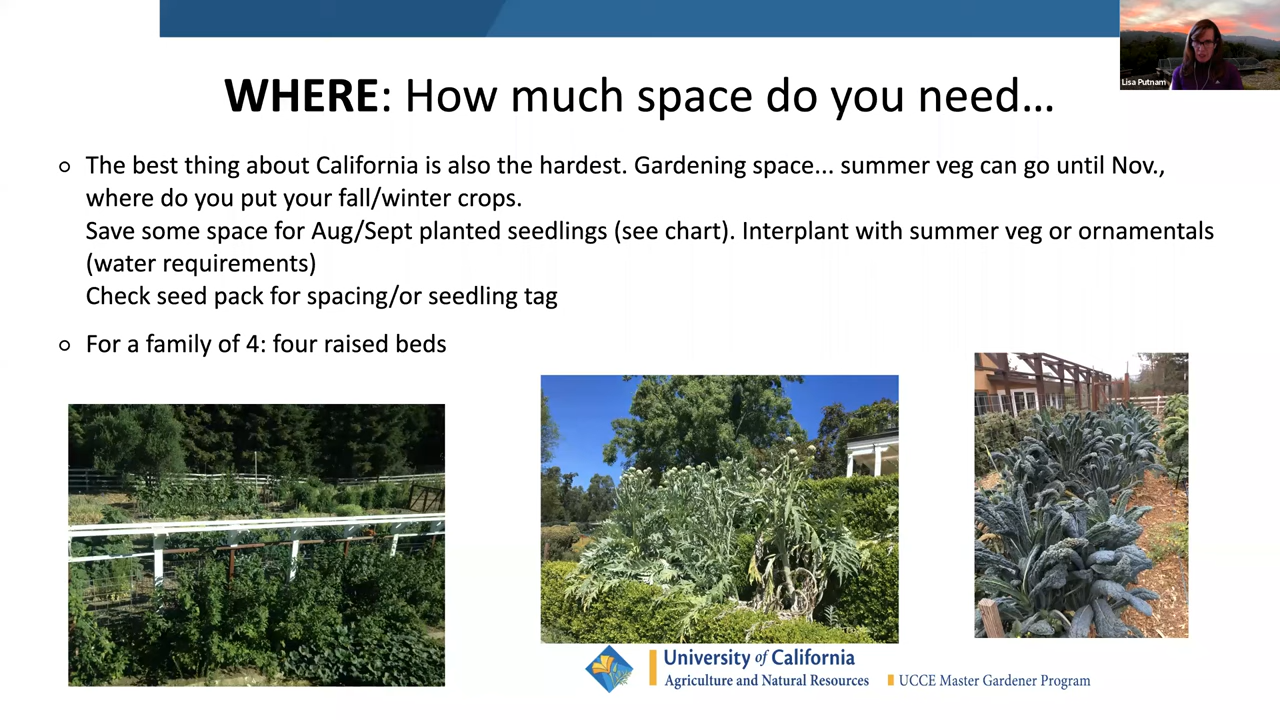 Lisa Putnam
WHERE: How much space do you need...
The best thing about California is also the hardest. Gardening space... summer veg can go until Nov.,
where do you put your fall/winter crops.
Save some space for Aug/Sept planted seedlings (see chart). Interplant with summer veg or ornamentals
(water requirements)
Check seed pack for spacing/or seedling tag
For a family of 4: four raised beds
University of California
Agriculture and Natural Resources
UCCE Master Gardener Program